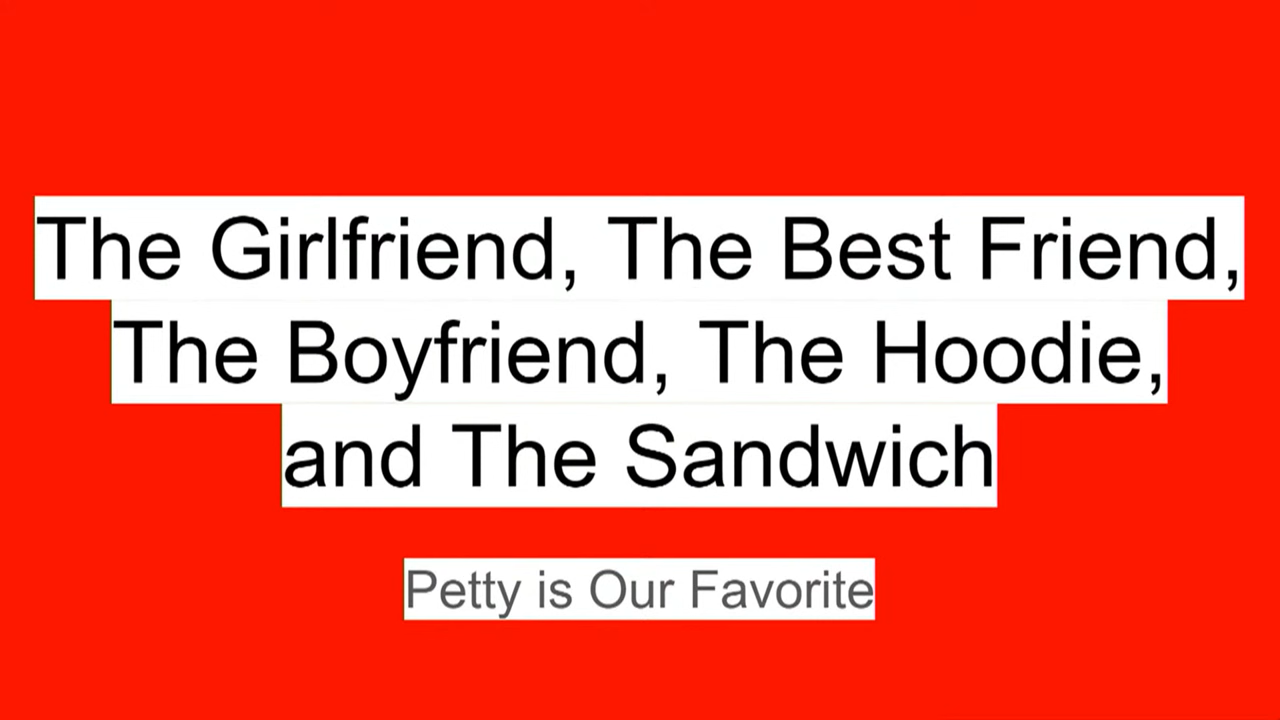 The Girlfriend, The Best Friend,
The Boyfriend, The Hoodie,
and The Sandwich
Petty is Our Favorite